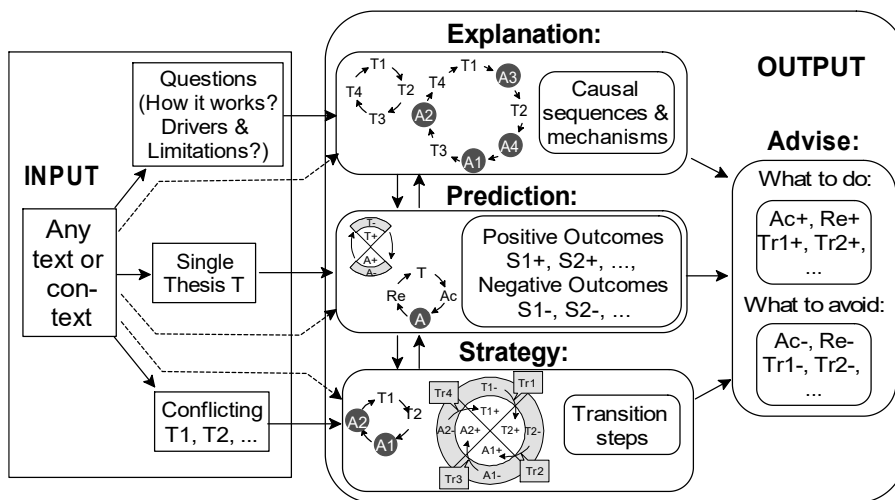 INPUT
Any
text or
con-
text
Questions
(How it works?
Drivers &
Limitations?)
Single
Thesis T
Conflicting
T1, T2, ...
OUTPUT
Explanation:
T1
T2
T3
T4
T1
A3
T2
A4
A1
T3
A2
T4
Causal
sequences &
mechanisms
Prediction:
T-
T+
A+
A-
T
Ac
A
Re
Positive Outcomes
S1+, S2+, ...,
Negative Outcomes
S1-, S2-, ...
Strategy:
T1
T2
A1
A2
Tr4
T1-
Tr1
T1+
A2-
A2+
T2+
T2-
A1+
Tr3
A1-
Tr2
Transition
steps
Advise:
What to do:
Ac+, Re+
Tr1+, Tr2+,
...
What to avoid:
Ac-, Re-
Tr1-, Tr2-,
...